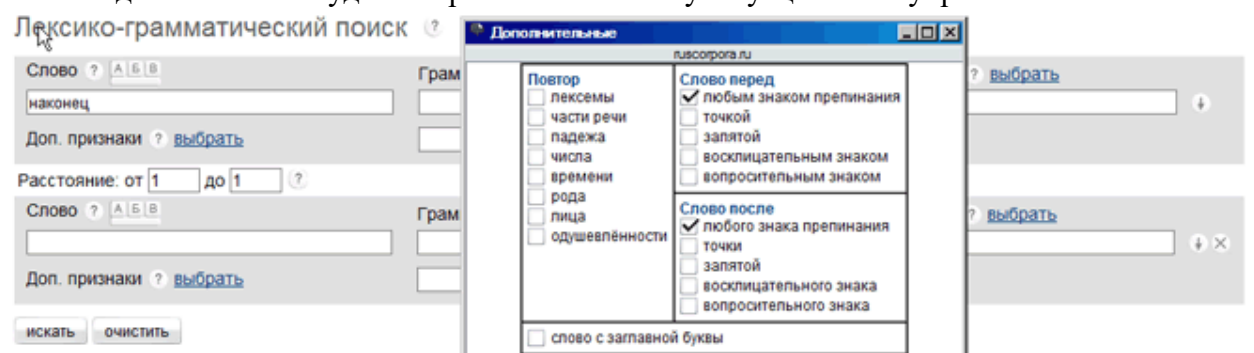 Лексико-грамматический поиск ?
Слово ? А Б В
Грам
? выбрать
наконец
Доп. признаки ? выбрать
Расстояние: от 1 до 1 ?
Слово ? А Б В
Грам
? выбрать
Доп. признаки ? выбрать
искать очистить
Дополнительные
ruscorpora.ru
Повтор
лексемы
части речи
падежа
числа
времени
рода
лица
одушевлённости
Слово перед
любым знаком препинания
точкой
запятой
восклицательным знаком
вопросительным знаком
Слово после
любого знака препинания
точки
запятой
восклицательного знака
вопросительного знака
слово с заглавной буквы